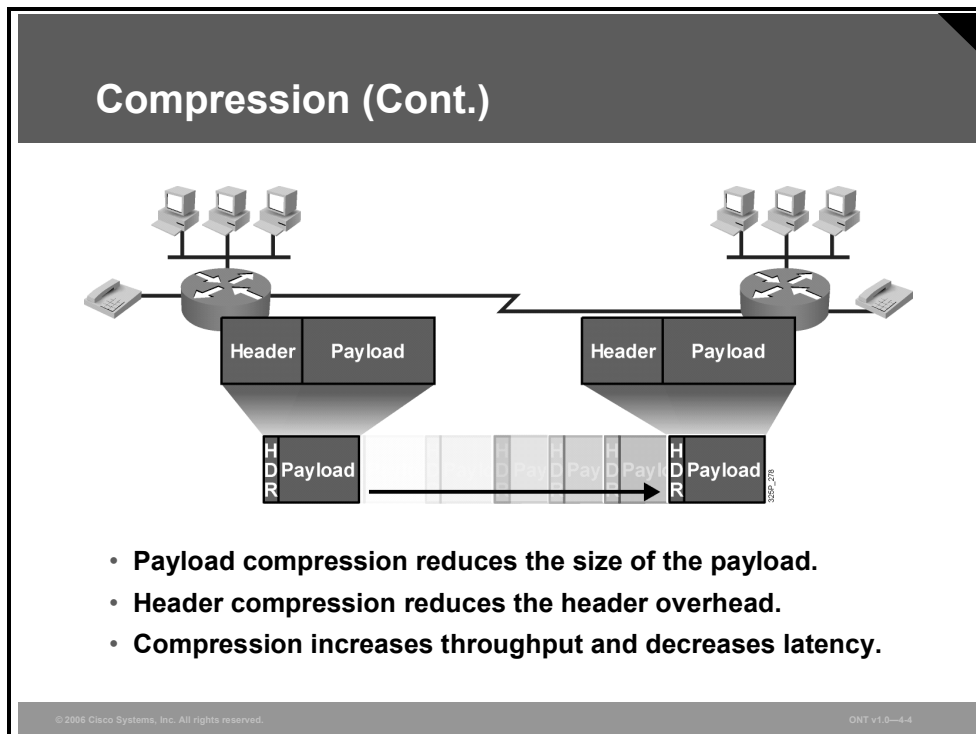 Compression (Cont.)
Header Payload
Header Payload
HDR Payload
HDR Payload
325P_278
• Payload compression reduces the size of the payload.
• Header compression reduces the header overhead.
• Compression increases throughput and decreases latency.
© 2006 Cisco Systems, Inc. All rights reserved.
ONT v1.0—4-4